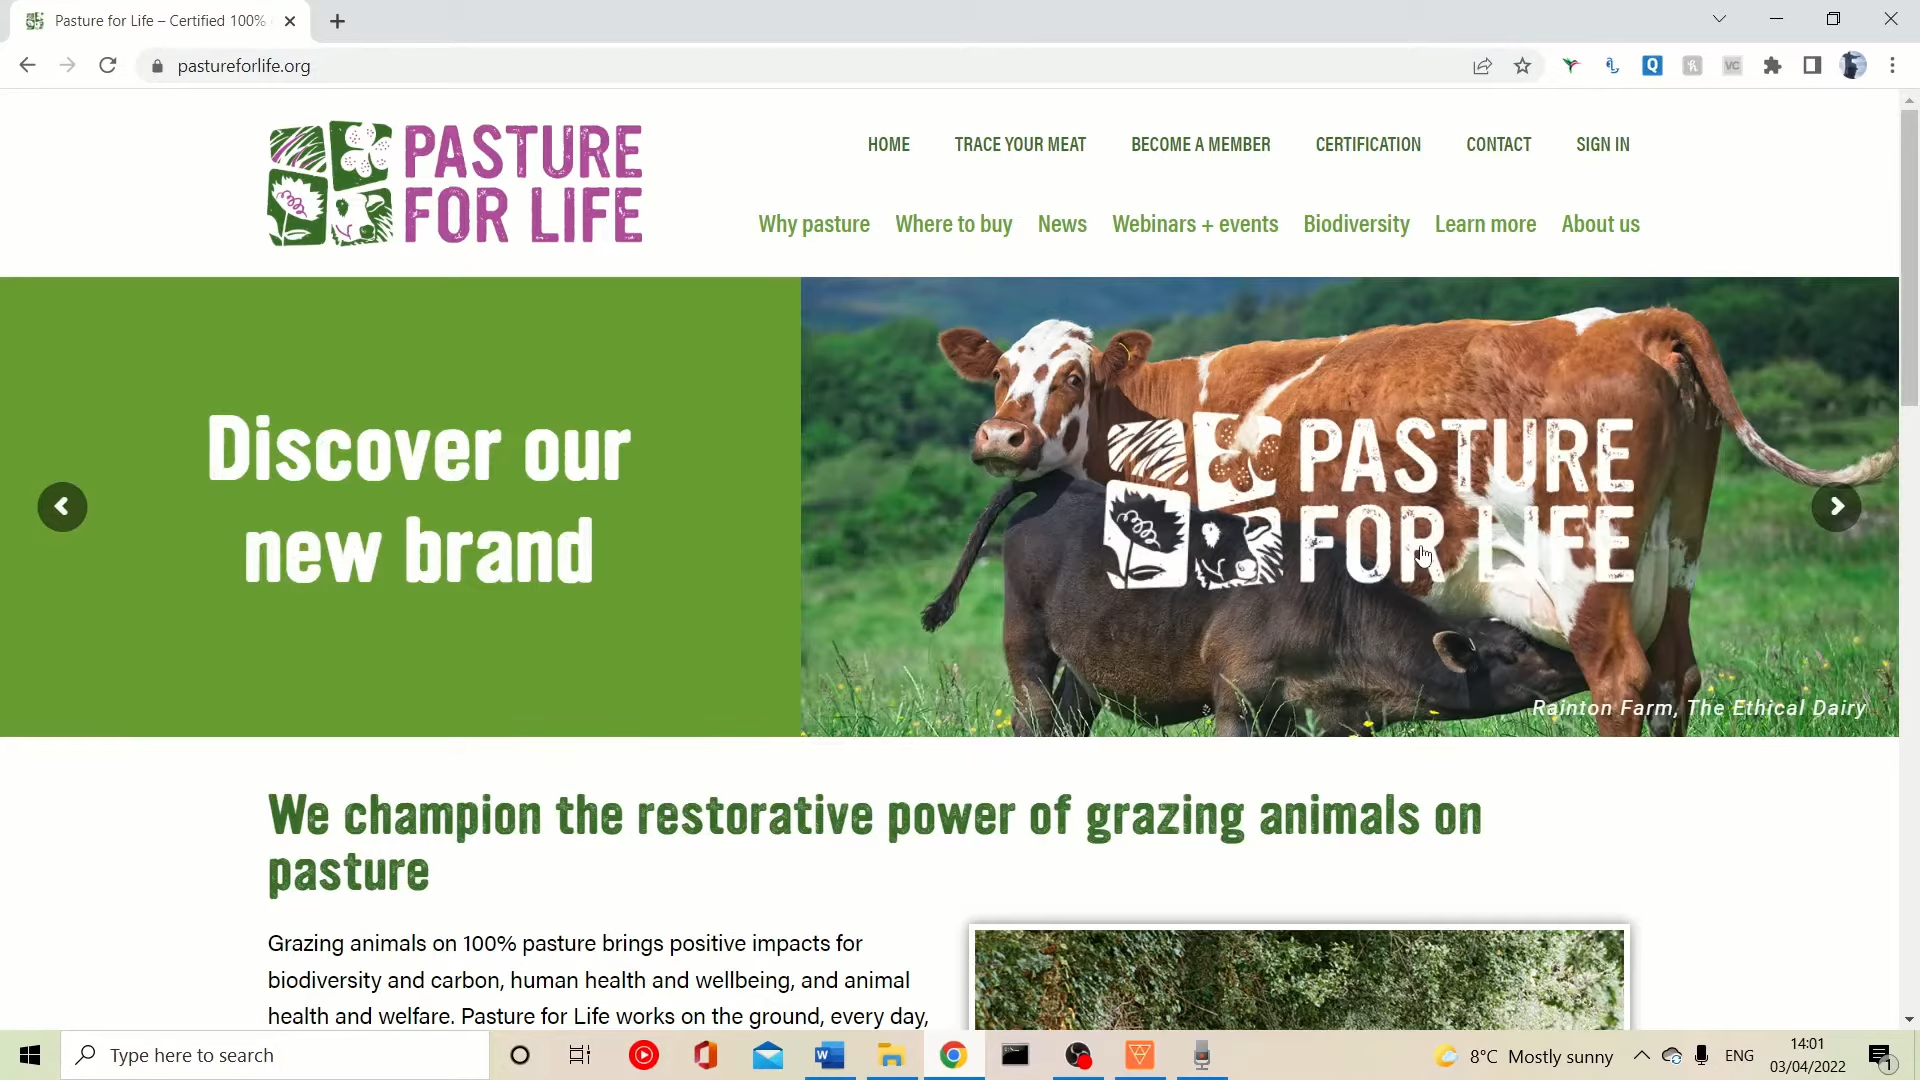 Pasture for Life – Certified 100%
pastureforlife.org
PASTURE
FOR LIFE
HOME TRACE YOUR MEAT BECOME A MEMBER CERTIFICATION CONTACT SIGN IN
Why pasture Where to buy News Webinars + events Biodiversity Learn more About us
Discover our
new brand
PASTURE
FOR LIFE
Rainton Farm, The Ethical Dairy
We champion the restorative power of grazing animals on
pasture
Grazing animals on 100% pasture brings positive impacts for
biodiversity and carbon, human health and wellbeing, and animal
health and welfare. Pasture for Life works on the ground, every day,
Type here to search
8°C Mostly sunny
ENG
14:01
03/04/2022
1